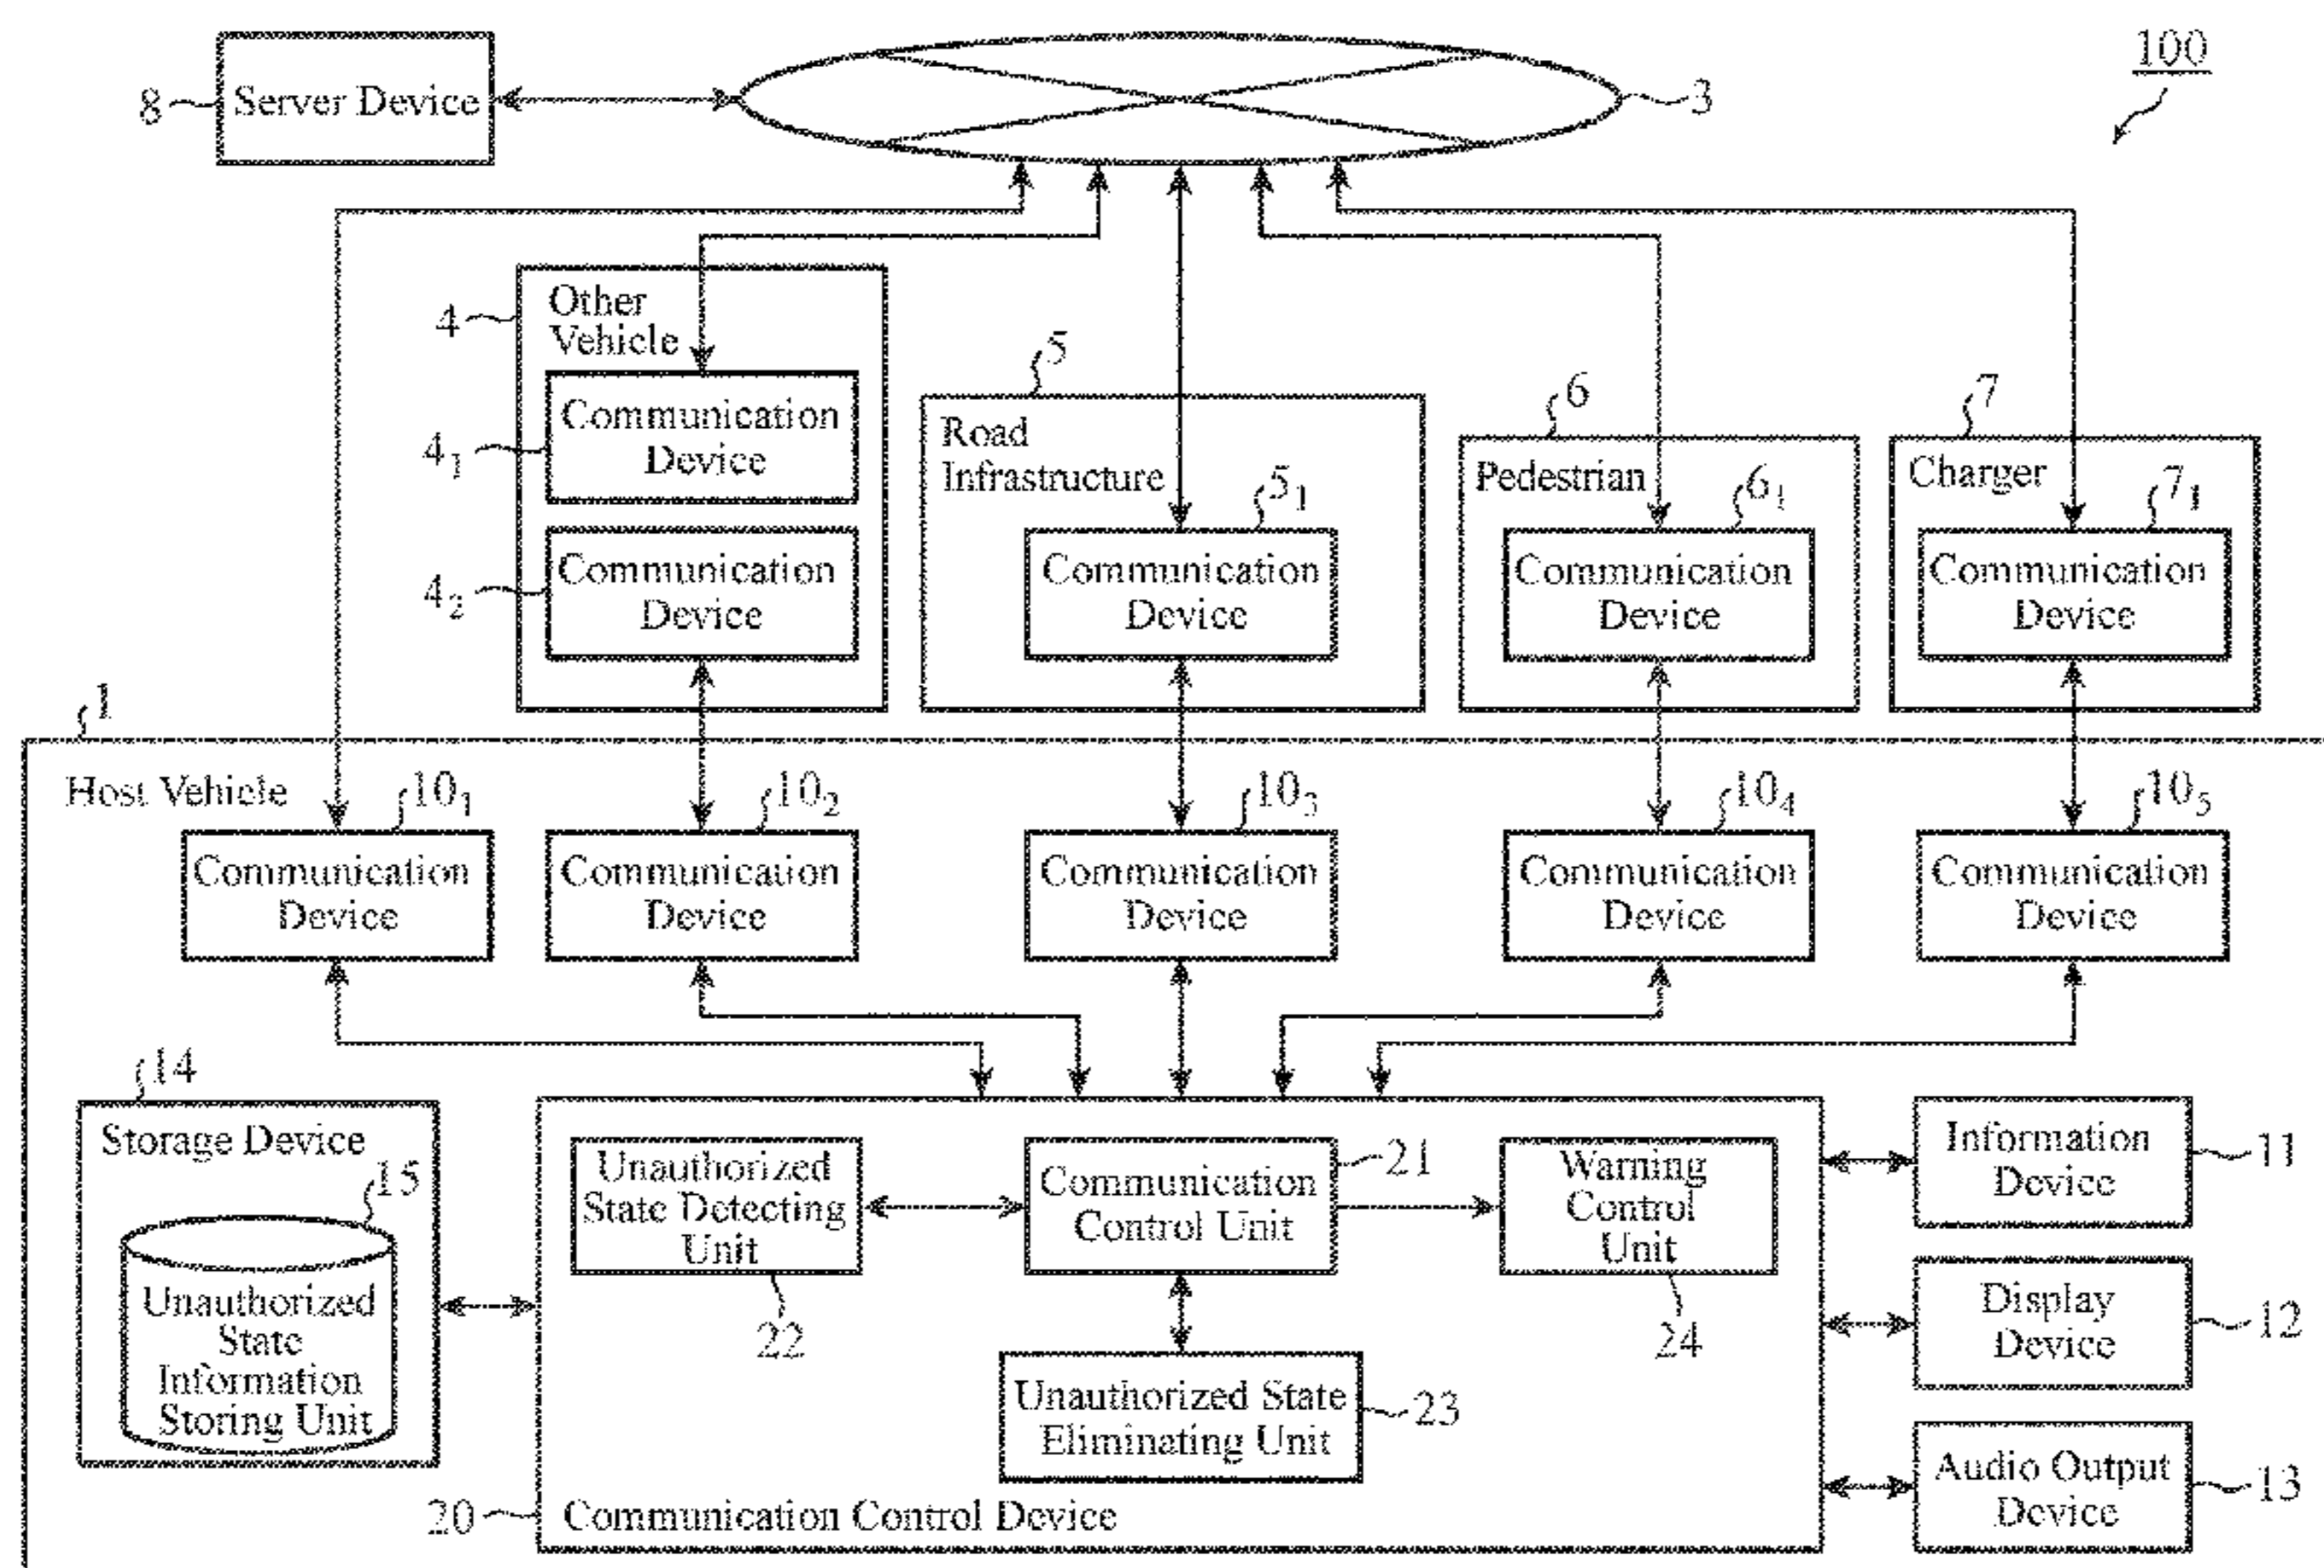 100
8
Server Device
3
4
Other
Vehicle
4₁
Communication
Device
4₂
Communication
Device
5
Road
Infrastructure
5₁
Communication
Device
6
Pedestrian
6₁
Communication
Device
7
Charger
7₁
Communication
Device
1
Host Vehicle
10₁
Communication
Device
10₂
Communication
Device
10₃
Communication
Device
10₄
Communication
Device
10₅
Communication
Device
14
Storage Device
15
Unauthorized
State
Information
Storing Unit
Unauthorized
State Detecting
Unit
22
21
Communication
Control Unit
Warning
Control
Unit
24
Unauthorized State
Eliminating Unit
23
20
Communication Control Device
Information
Device
11
Display
Device
12
Audio Output
Device
13